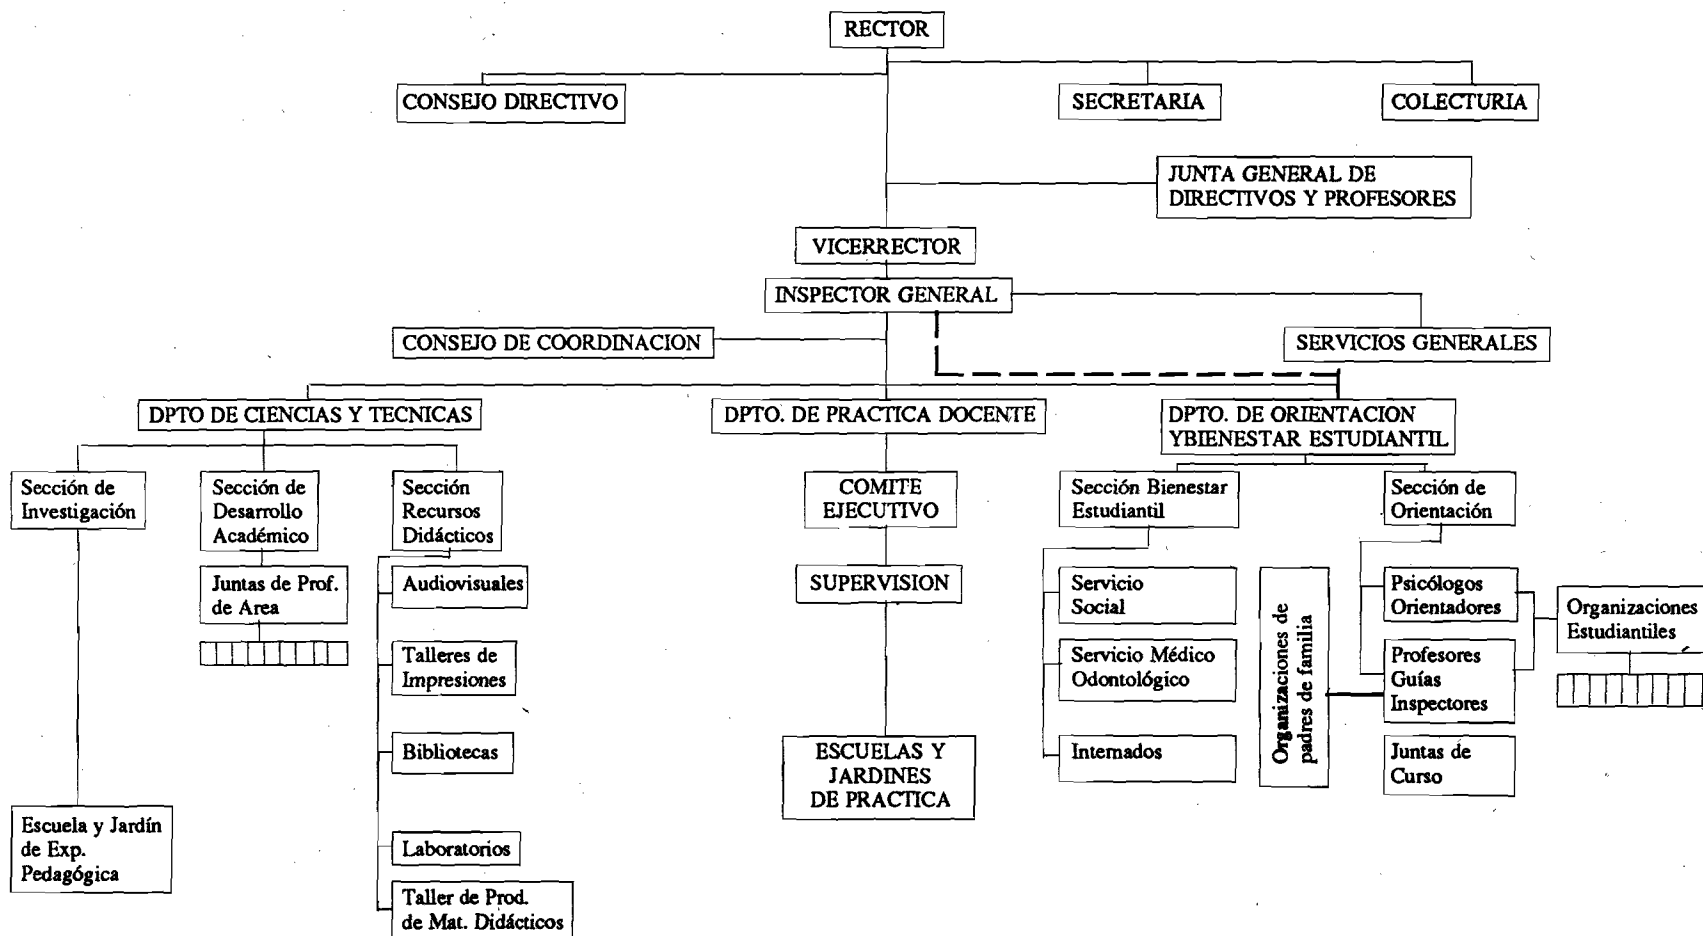 RECTOR
CONSEJO DIRECTIVO
SECRETARIA
COLECTURIA
JUNTA GENERAL DE
DIRECTIVOS Y PROFESORES
VICERRECTOR
INSPECTOR GENERAL
CONSEJO DE COORDINACION
SERVICIOS GENERALES
DPTO DE CIENCIAS Y TECNICAS
DPTO. DE PRACTICA DOCENTE
DPTO. DE ORIENTACION
YBIENESTAR ESTUDIANTIL
Sección de
Investigación
Sección de
Desarrollo
Académico
Sección
Recursos
Didácticos
COMITE
EJECUTIVO
Sección Bienestar
Estudiantil
Sección de
Orientación
Juntas de Prof.
de Area
Audiovisuales
SUPERVISION
Servicio
Social
Organizaciones de
padres de familia
Psicólogos
Orientadores
Organizaciones
Estudiantiles
Talleres de
Impresiones
Servicio Médico
Odontológico
Profesores
Guías
Inspectores
Bibliotecas
ESCUELAS Y
JARDINES
DE PRACTICA
Internados
Juntas de
Curso
Escuela y Jardín
de Exp.
Pedagógica
Laboratorios
Taller de Prod.
de Mat. Didácticos